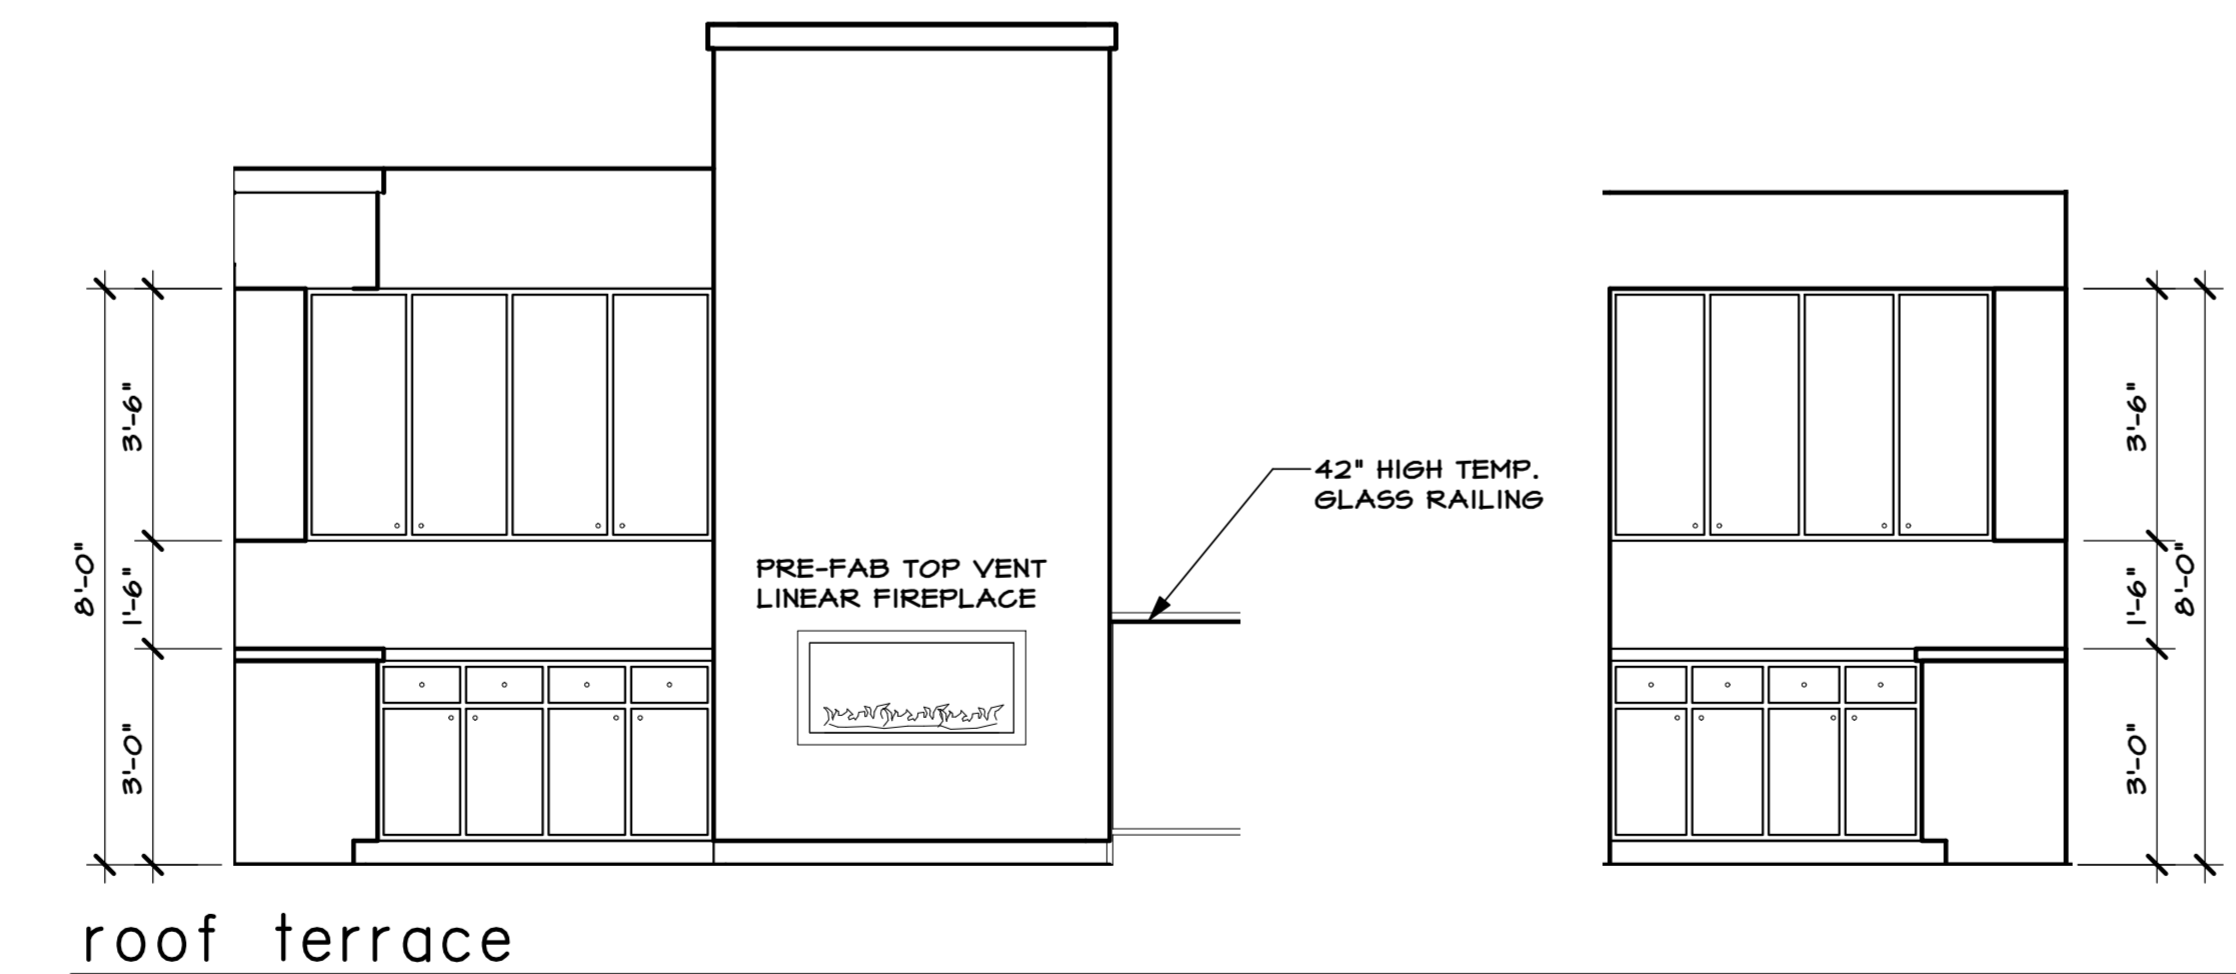 8'-0"
3'-6"
1'-6"
3'-0"
PRE-FAB TOP VENT
LINEAR FIREPLACE
42" HIGH TEMP.
GLASS RAILING
3'-6"
1'-6"
3'-0"
8'-0"
roof terrace